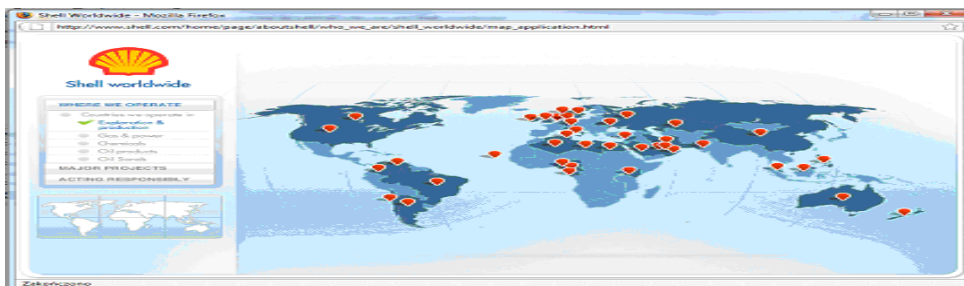 Shell Worldwide - Mozilla Firefox
http://www.shell.com/home/page/aboutshell/who_we_are/shell_worldwide/map_application.html
Shell worldwide
WHERE WE OPERATE
Countries we operate in
Exploration &
production
Gas & power
Chemicals
Oil products
Oil Sands
MAJOR PROJECTS
ACTING RESPONSIBLY
Zakończono